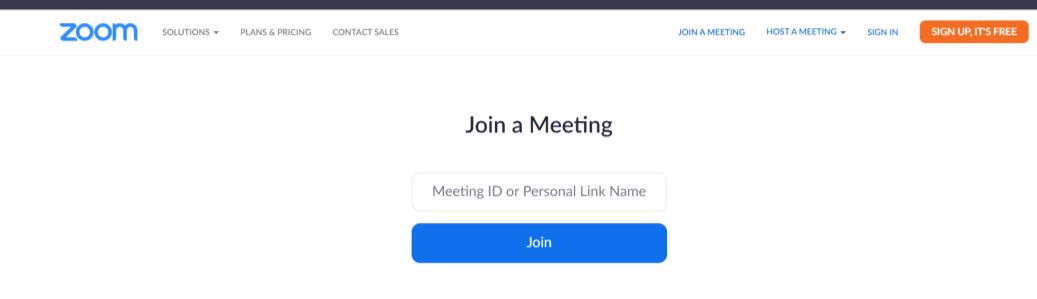 zoom SOLUTIONS PLANS & PRICING CONTACT SALES JOIN A MEETING HOST A MEETING SIGN IN SIGN UP, IT'S FREE
Join a Meeting
Meeting ID or Personal Link Name
Join